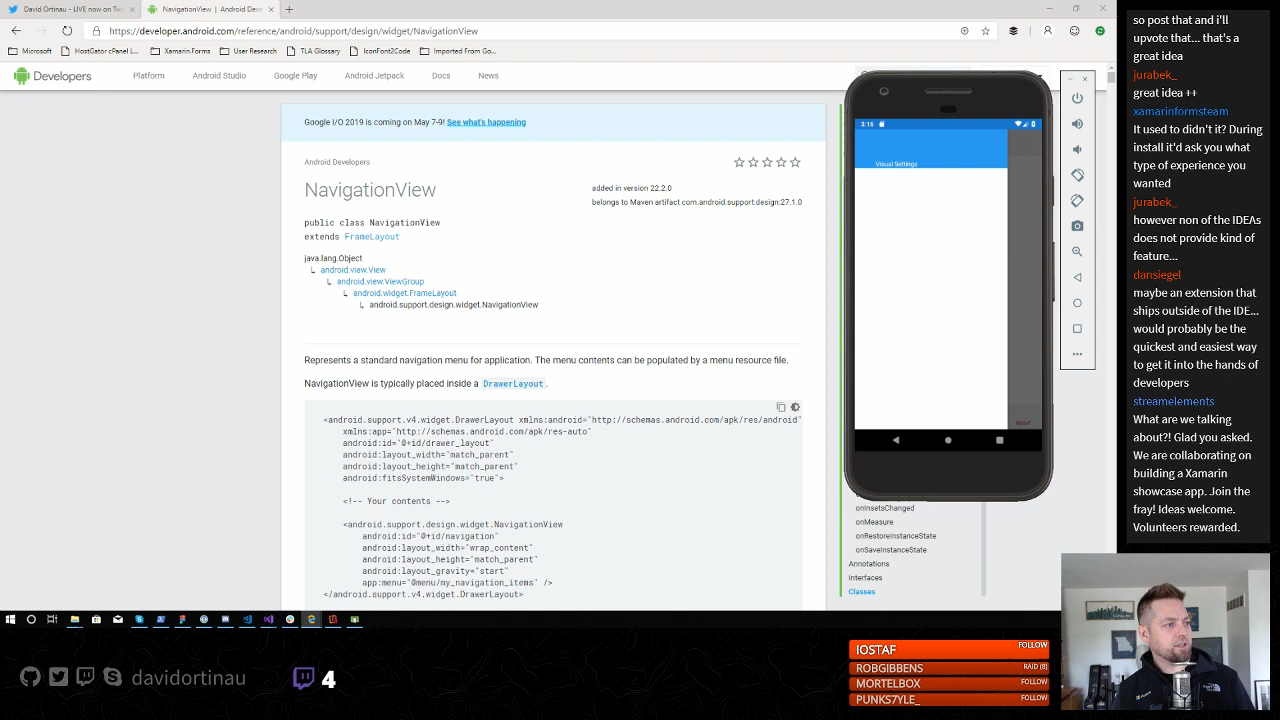 David Ortinau - LIVE now on Tw
NavigationView | Android Deve
https://developer.android.com/reference/android/support/design/widget/NavigationView
Microsoft
HostGator cPanel L...
Xamarin.Forms
User Research
TLA Glossary
IconFont2Code
Imported From Go...
Developers
Platform
Android Studio
Google Play
Android Jetpack
Docs
News
Google I/O 2019 is coming on May 7-9! See what's happening
Android Developers
NavigationView
added in version 22.2.0
belongs to Maven artifact com.android.support:design:27.1.0
public class NavigationView
extends FrameLayout
java.lang.Object
↳ android.view.View
↳ android.view.ViewGroup
↳ android.widget.FrameLayout
↳ android.support.design.widget.NavigationView
Represents a standard navigation menu for application. The menu contents can be populated by a menu resource file.
NavigationView is typically placed inside a DrawerLayout.
<android.support.v4.widget.DrawerLayout xmlns:android="http://schemas.android.com/apk/res/android"
xmlns:app="http://schemas.android.com/apk/res-auto"
android:id="@+id/drawer_layout"
android:layout_width="match_parent"
android:layout_height="match_parent"
android:fitsSystemWindows="true">
<!-- Your contents -->
<android.support.design.widget.NavigationView
android:id="@+id/navigation"
android:layout_width="wrap_content"
android:layout_height="match_parent"
android:layout_gravity="start"
app:menu="@menu/my_navigation_items" />
</android.support.v4.widget.DrawerLayout>
3:16
Visual Settings
About
onInsetsChanged
onMeasure
onRestoreInstanceState
onSaveInstanceState
Annotations
Interfaces
Classes
so post that and i'll
upvote that... that's a
great idea
jurabek_
great idea ++
xamarinformsteam
It used to didn't it? During
install it'd ask you what
type of experience you
wanted
jurabek_
however non of the IDEAs
does not provide kind of
feature...
dansiegel
maybe an extension that
ships outside of the IDE...
would probably be the
quickest and easiest way
to get it into the hands of
developers
streamelements
What are we talking
about?! Glad you asked.
We are collaborating on
building a Xamarin
showcase app. Join the
fray! Ideas welcome.
Volunteers rewarded.
davidortinau
4
IOSTAF FOLLOW
ROBGIBBENS RAID (8)
MORTELBOX FOLLOW
PUNKS7YLE_ FOLLOW